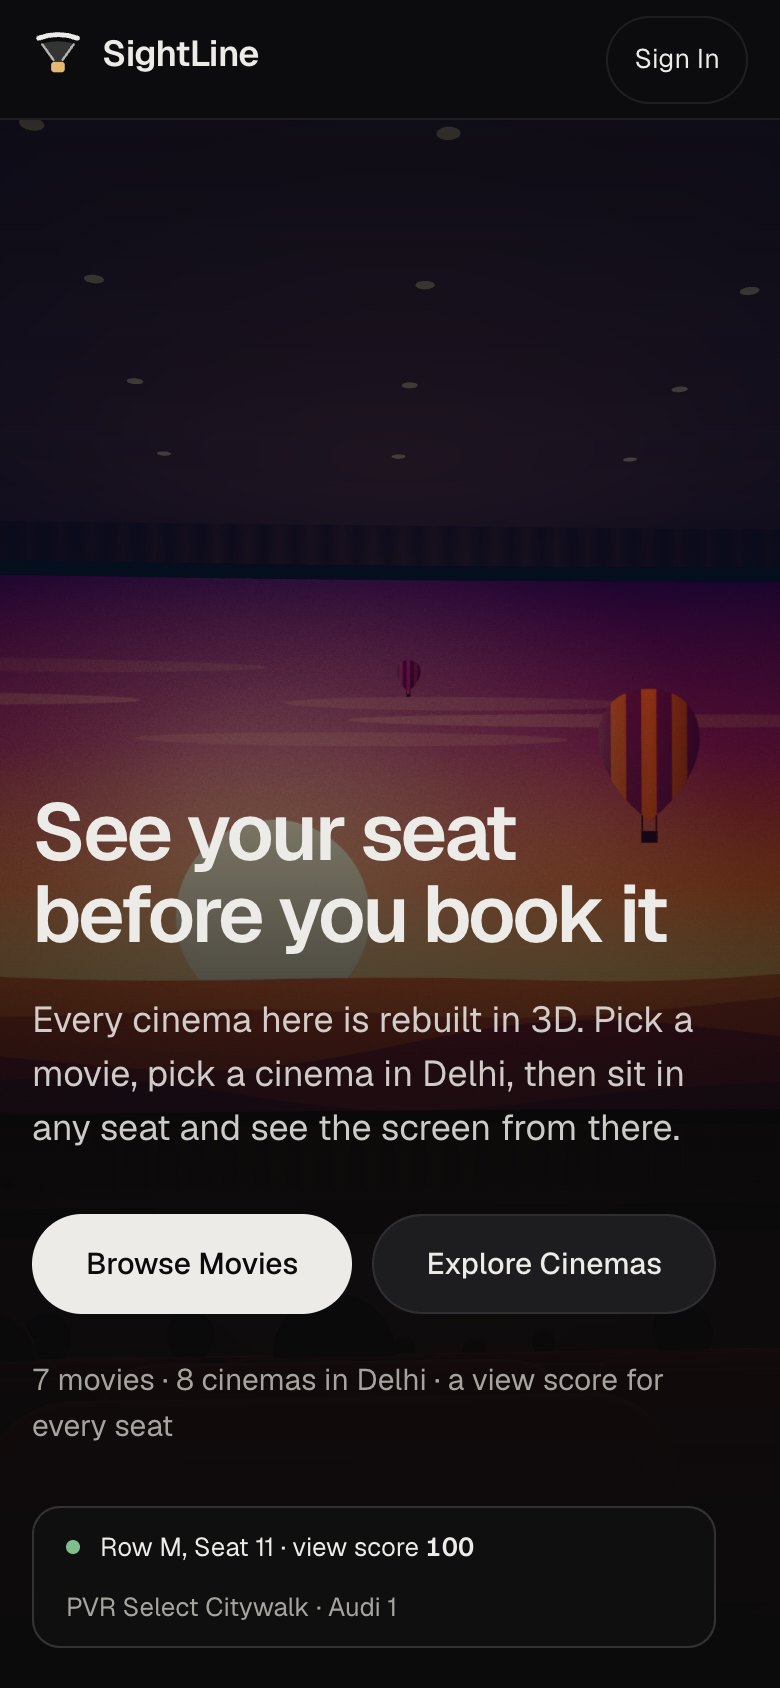 SightLine
Sign In
See your seat
before you book it
Every cinema here is rebuilt in 3D. Pick a
movie, pick a cinema in Delhi, then sit in
any seat and see the screen from there.
Browse Movies
Explore Cinemas
7 movies · 8 cinemas in Delhi · a view score for
every seat
Row M, Seat 11 · view score 100
PVR Select Citywalk · Audi 1